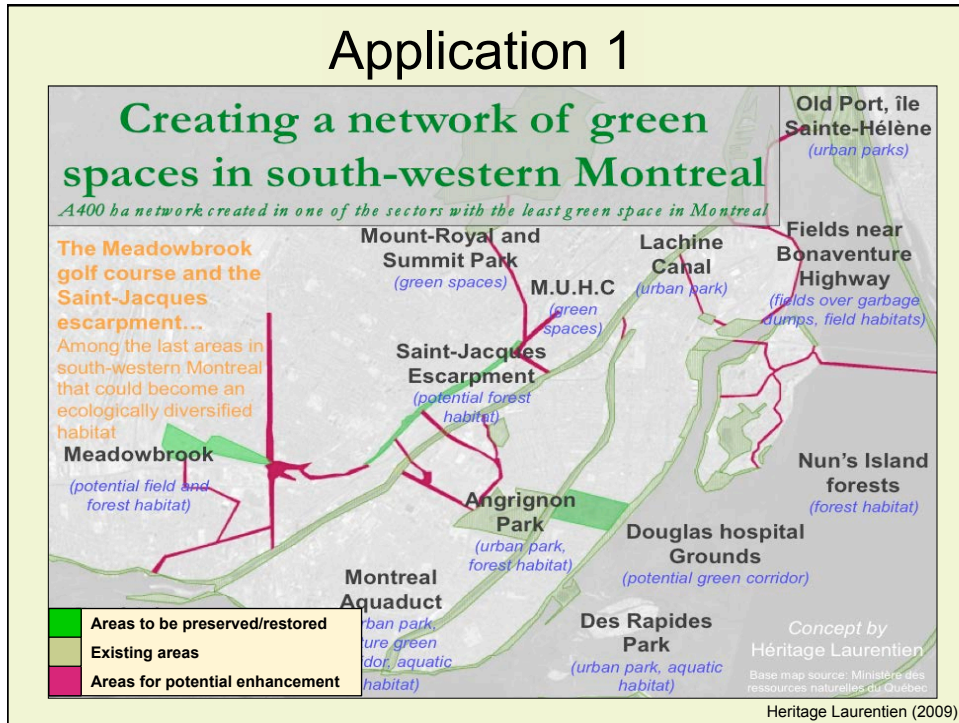 Application 1
Creating a network of green
spaces in south-western Montreal
A400 ha network created in one of the sectors with the least green space in Montreal
Old Port, île
Sainte-Hélène
(urban parks)
The Meadowbrook
golf course and the
Saint-Jacques
escarpment...
Among the last areas in
south-western Montreal
that could become an
ecologically diversified
habitat
Mount-Royal and
Summit Park
(green spaces)
M.U.H.C
(green
spaces)
Lachine
Canal
(urban park)
Fields near
Bonaventure
Highway
(fields over garbage
dumps, field habitats)
Saint-Jacques
Escarpment
(potential forest
habitat)
Meadowbrook
(potential field and
forest habitat)
Angrignon
Park
(urban park,
forest habitat)
Nun's Island
forests
(forest habitat)
Douglas hospital
Grounds
(potential green corridor)
Montreal
Aquaduct
rban park,
ture green
idor, aquatic
habitat)
Des Rapides
Park
(urban park, aquatic
habitat)
Areas to be preserved/restored
Existing areas
Areas for potential enhancement
Concept by
Héritage Laurentien
Base map source: Ministère des
ressources naturelles du Québec
Heritage Laurentien (2009)